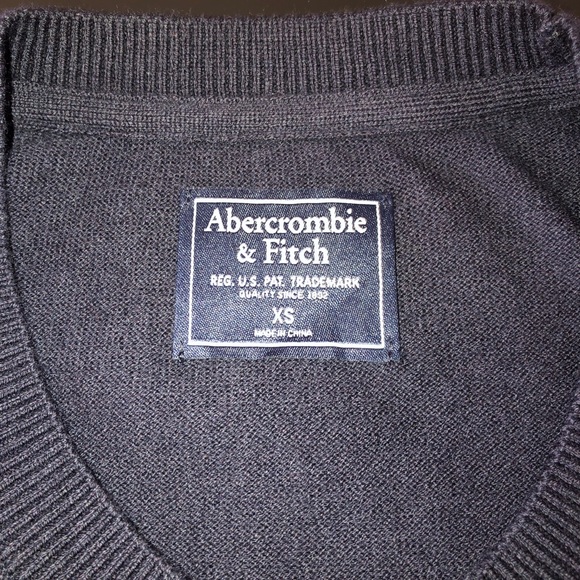 Abercrombie
& Fitch
REG. U.S. PAT. TRADEMARK
QUALITY SINCE 1892
XS
MADE IN CHINA